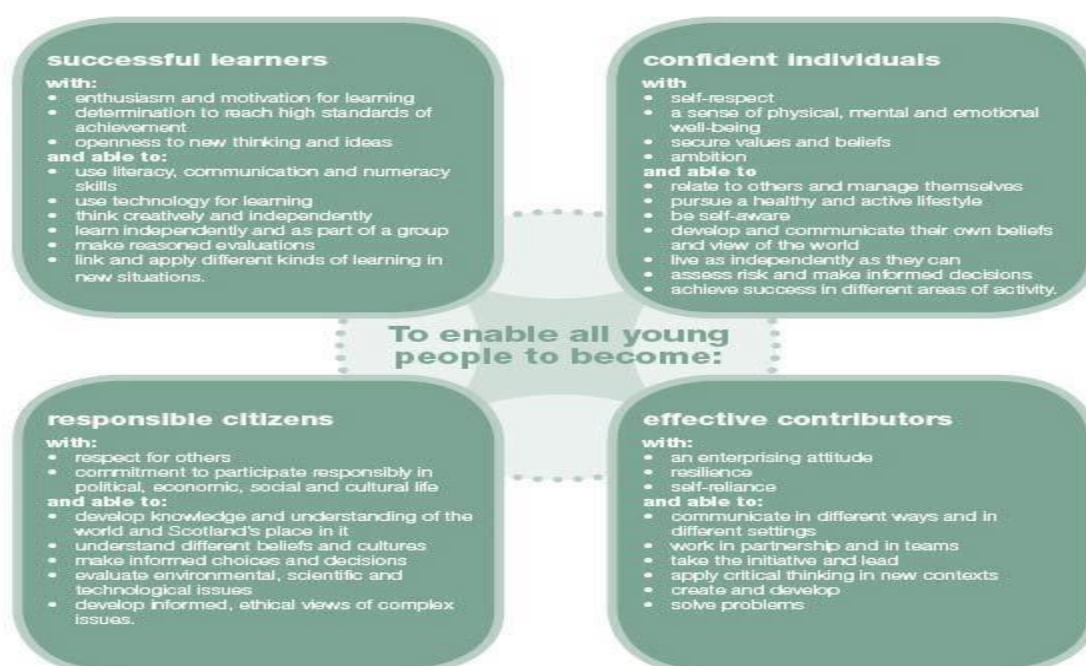 successful learners
with:
• enthusiasm and motivation for learning
• determination to reach high standards of
achievement
• openness to new thinking and ideas
and able to:
• use literacy, communication and numeracy
skills
• use technology for learning
• think creatively and independently
• learn independently and as part of a group
• make reasoned evaluations
• link and apply different kinds of learning in
new situations.
confident individuals
with
• self-respect
• a sense of physical, mental and emotional
well-being
• secure values and beliefs
• ambition
and able to
• relate to others and manage themselves
• pursue a healthy and active lifestyle
• be self-aware
• develop and communicate their own beliefs
and view of the world
• live as independently as they can
• assess risk and make informed decisions
• achieve success in different areas of activity.
To enable all young
people to become:
responsible citizens
with:
• respect for others
• commitment to participate responsibly in
political, economic, social and cultural life
and able to:
• develop knowledge and understanding of the
world and Scotland's place in it
• understand different beliefs and cultures
• make informed choices and decisions
• evaluate environmental, scientific and
technological issues
• develop informed, ethical views of complex
issues.
effective contributors
with:
• an enterprising attitude
• resilience
• self-reliance
and able to:
• communicate in different ways and in
different settings
• work in partnership and in teams
• take the initiative and lead
• apply critical thinking in new contexts
• create and develop
• solve problems